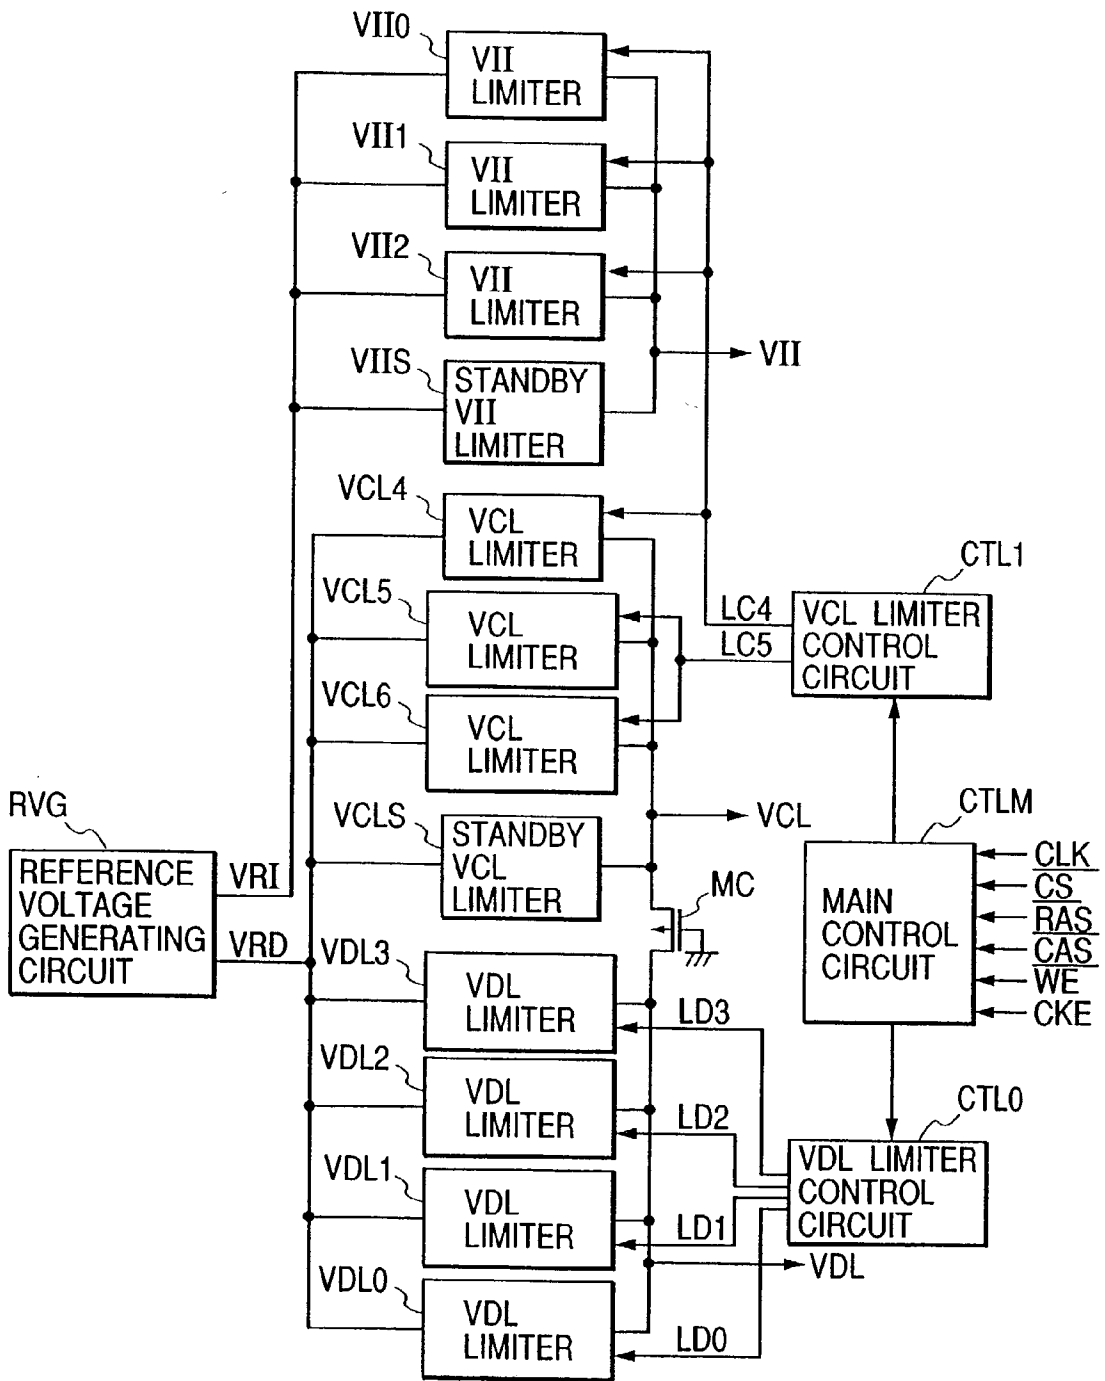 VII0
VII
LIMITER
VII1
VII
LIMITER
VII2
VII
LIMITER
VII
VIIS
STANDBY
VII
LIMITER
VCL4
VCL
LIMITER
CTL1
VCL5
VCL
LIMITER
LC4
LC5
VCL LIMITER
CONTROL
CIRCUIT
VCL6
VCL
LIMITER
RVG
REFERENCE
VOLTAGE
GENERATING
CIRCUIT
VRI
VRD
VCLS
STANDBY
VCL
LIMITER
VCL
MC
CTLM
MAIN
CONTROL
CIRCUIT
CLK
CS
RAS
CAS
WE
CKE
VDL3
VDL
LIMITER
LD3
VDL2
VDL
LIMITER
LD2
CTL0
VDL LIMITER
CONTROL
CIRCUIT
VDL1
VDL
LIMITER
LD1
VDL
VDL0
VDL
LIMITER
LD0